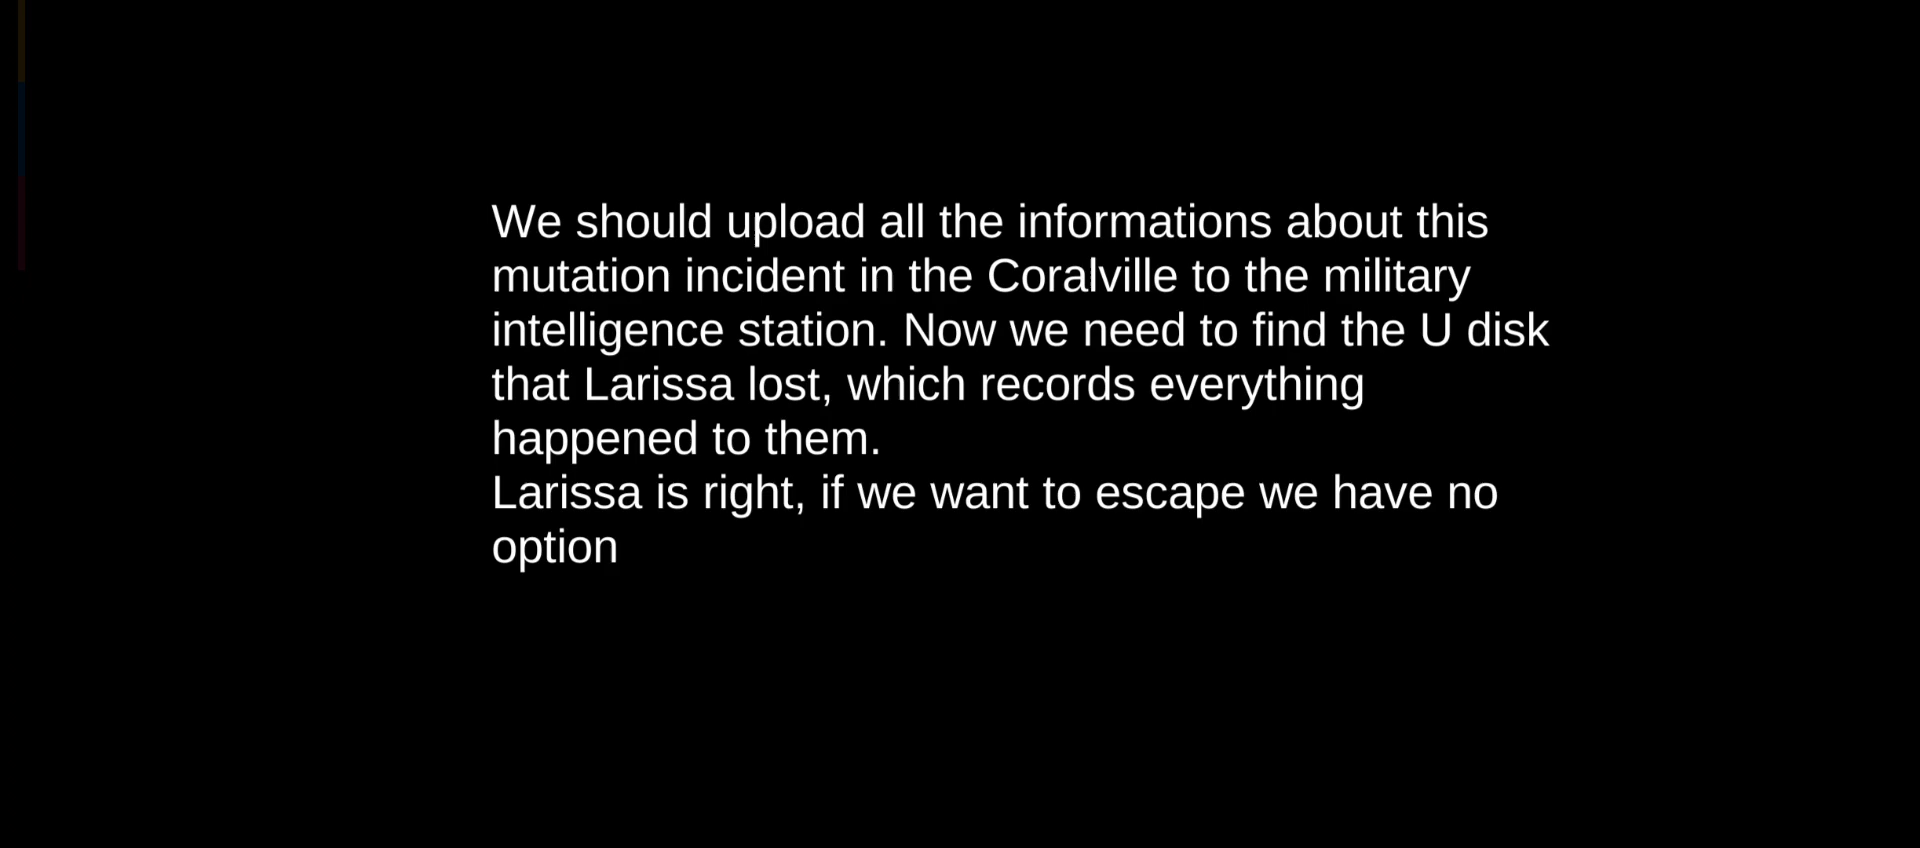 We should upload all the informations about this
mutation incident in the Coralville to the military
intelligence station. Now we need to find the U disk
that Larissa lost, which records everything
happened to them.
Larissa is right, if we want to escape we have no
option